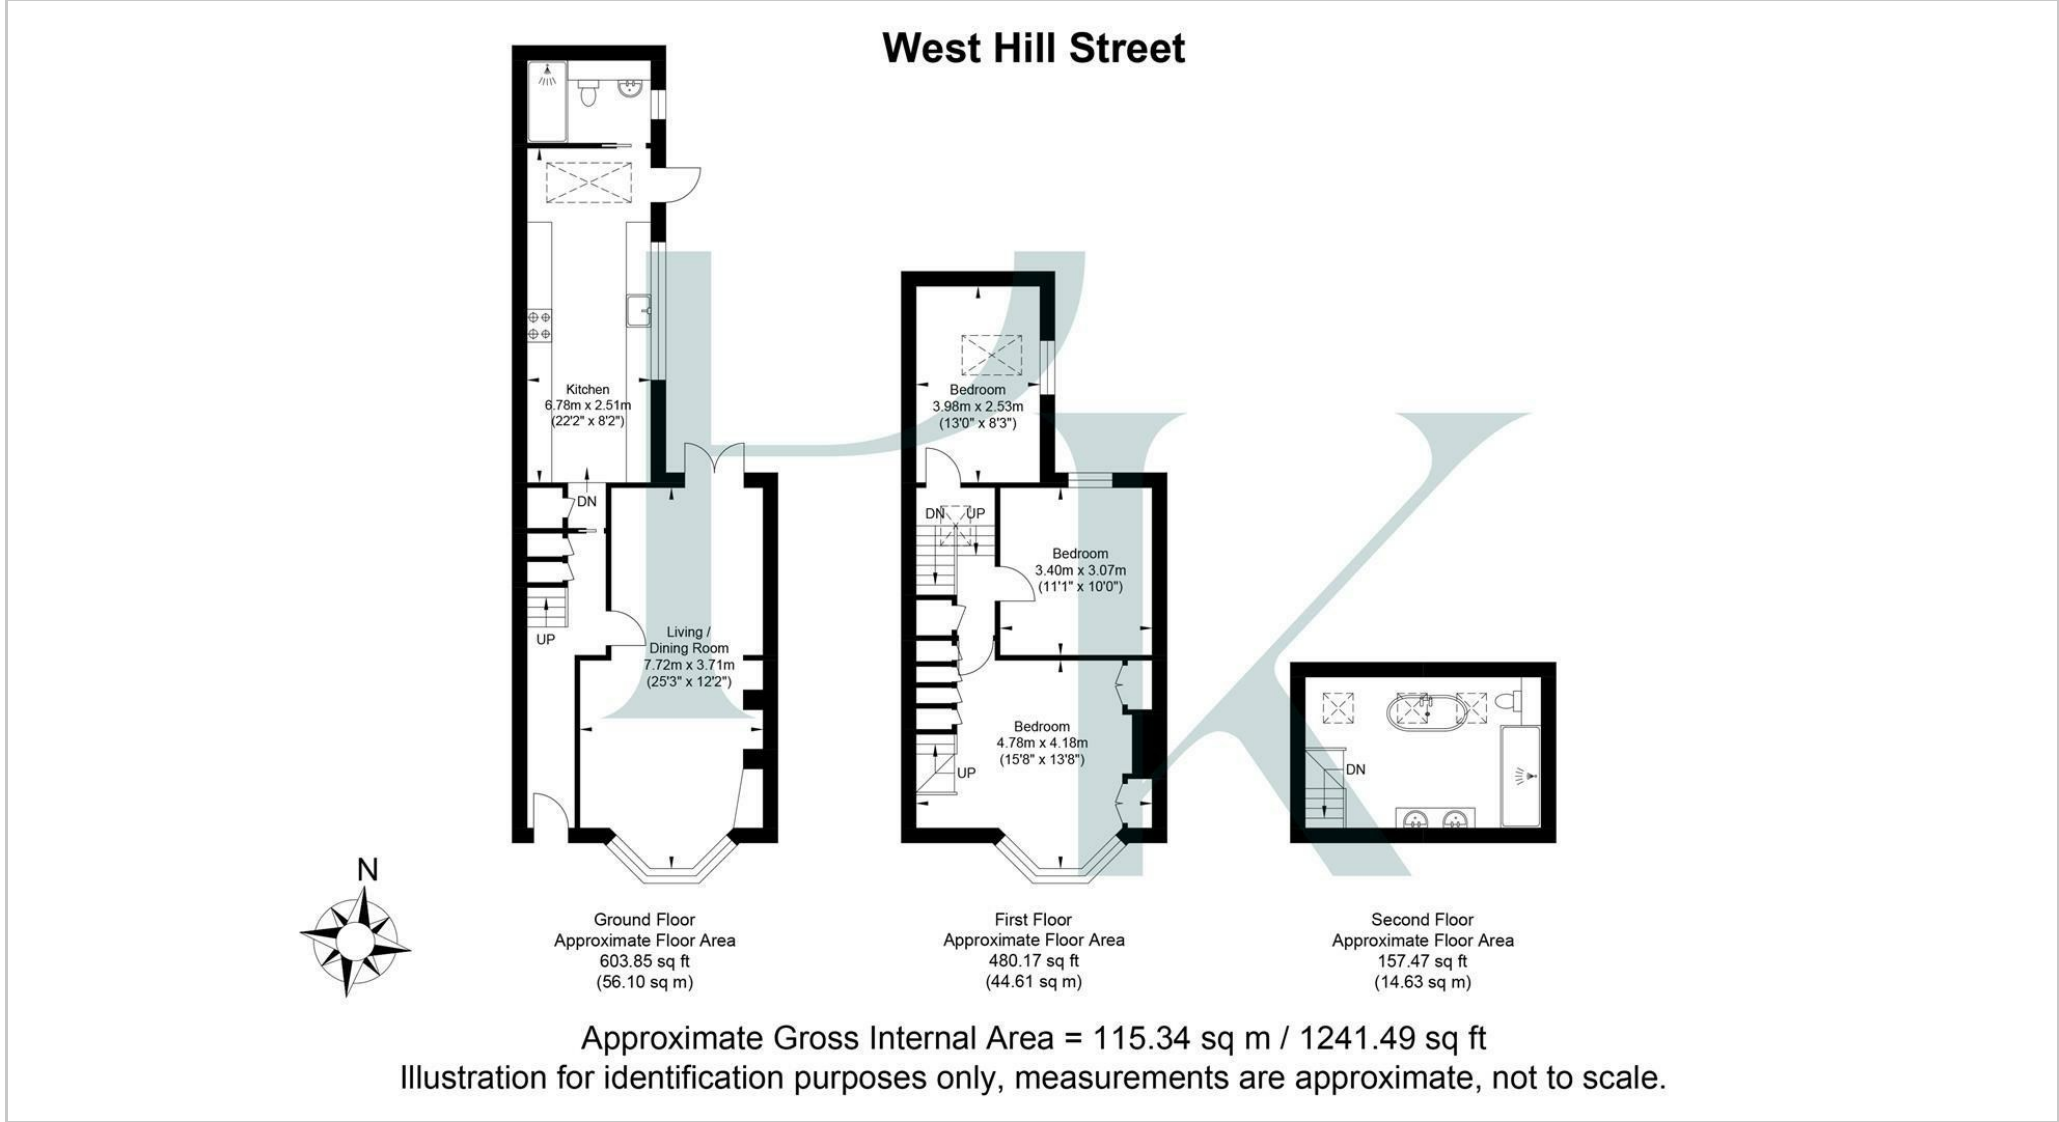 West Hill Street
Kitchen
6.78m x 2.51m
(22'2" x 8'2")
DN
UP
Living /
Dining Room
7.72m x 3.71m
(25'3" x 12'2")
Bedroom
3.98m x 2.53m
(13'0" x 8'3")
DN UP
Bedroom
3.40m x 3.07m
(11'1" x 10'0")
Bedroom
4.78m x 4.18m
(15'8" x 13'8")
UP
DN
N
Ground Floor
Approximate Floor Area
603.85 sq ft
(56.10 sq m)
First Floor
Approximate Floor Area
480.17 sq ft
(44.61 sq m)
Second Floor
Approximate Floor Area
157.47 sq ft
(14.63 sq m)
Approximate Gross Internal Area = 115.34 sq m / 1241.49 sq ft
Illustration for identification purposes only, measurements are approximate, not to scale.